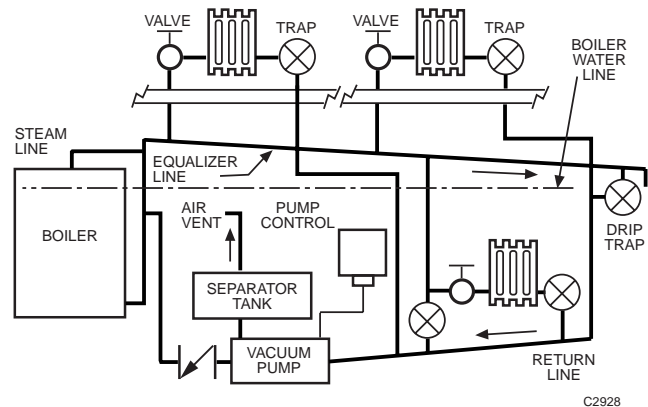 VALVE
TRAP
VALVE
TRAP
BOILER
WATER
LINE
STEAM
LINE
EQUALIZER
LINE
BOILER
AIR
VENT
PUMP
CONTROL
DRIP
TRAP
SEPARATOR
TANK
VACUUM
PUMP
RETURN
LINE
C2928